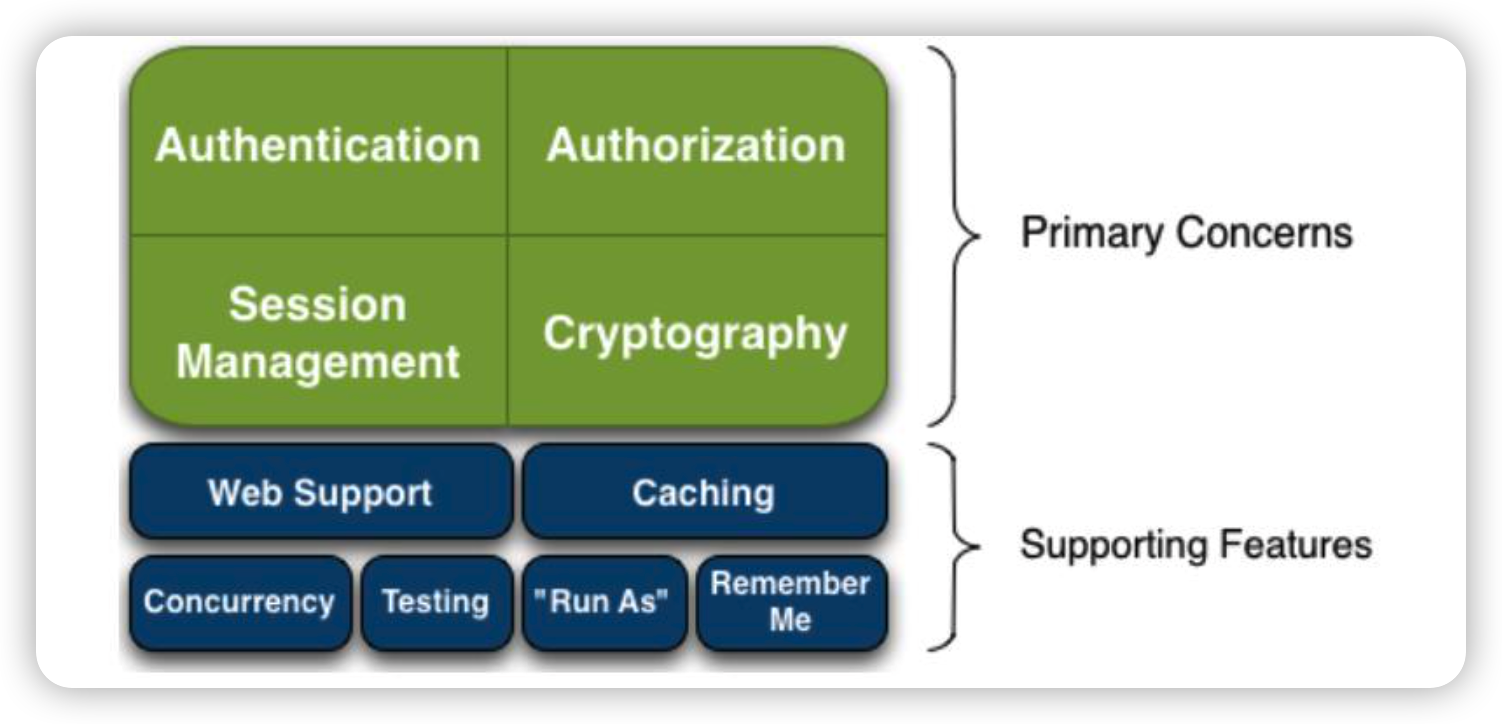 Authentication
Authorization
Session
Management
Cryptography
Primary Concerns
Web Support
Caching
Concurrency
Testing
"Run As"
Remember
Me
Supporting Features